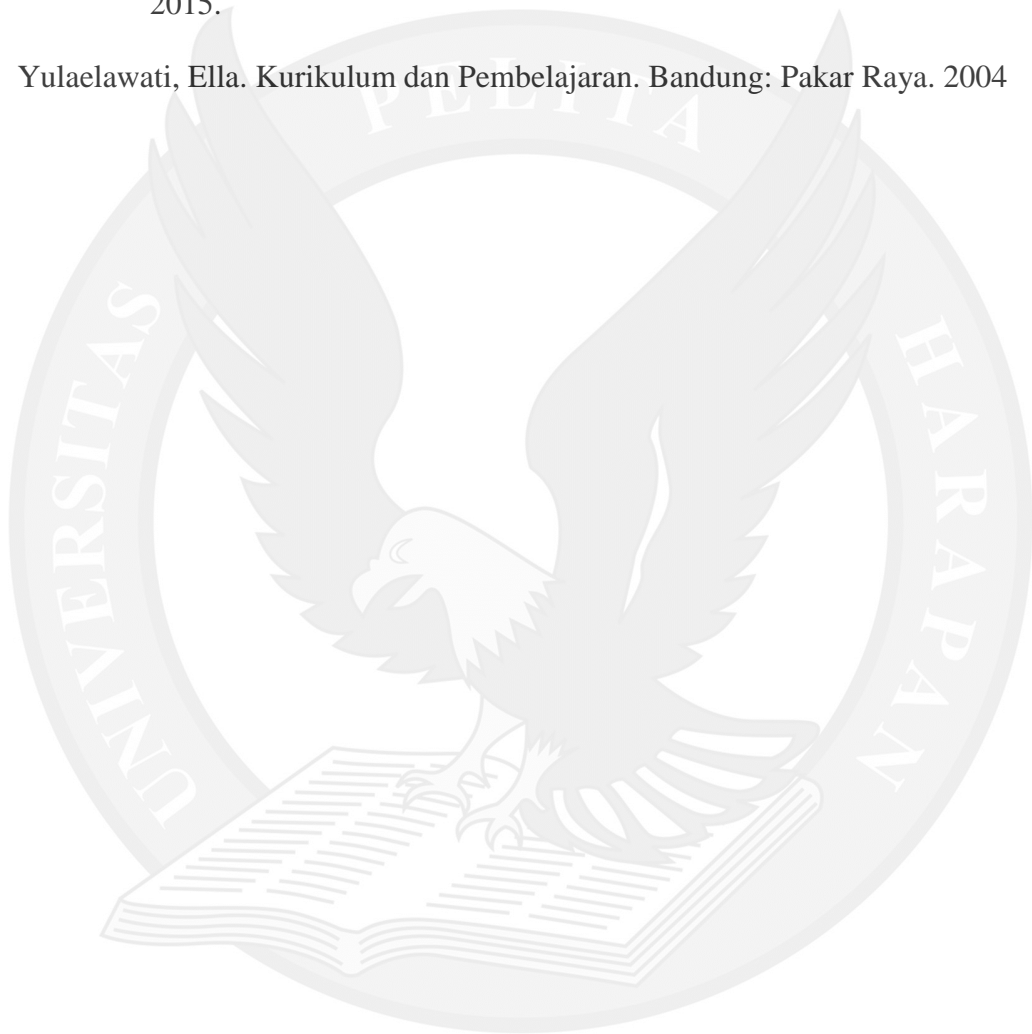 2015.
Yulaelawati, Ella. Kurikulum dan Pembelajaran. Bandung: Pakar Raya. 2004
UNIVERSITAS
PELITA
HARAPAN